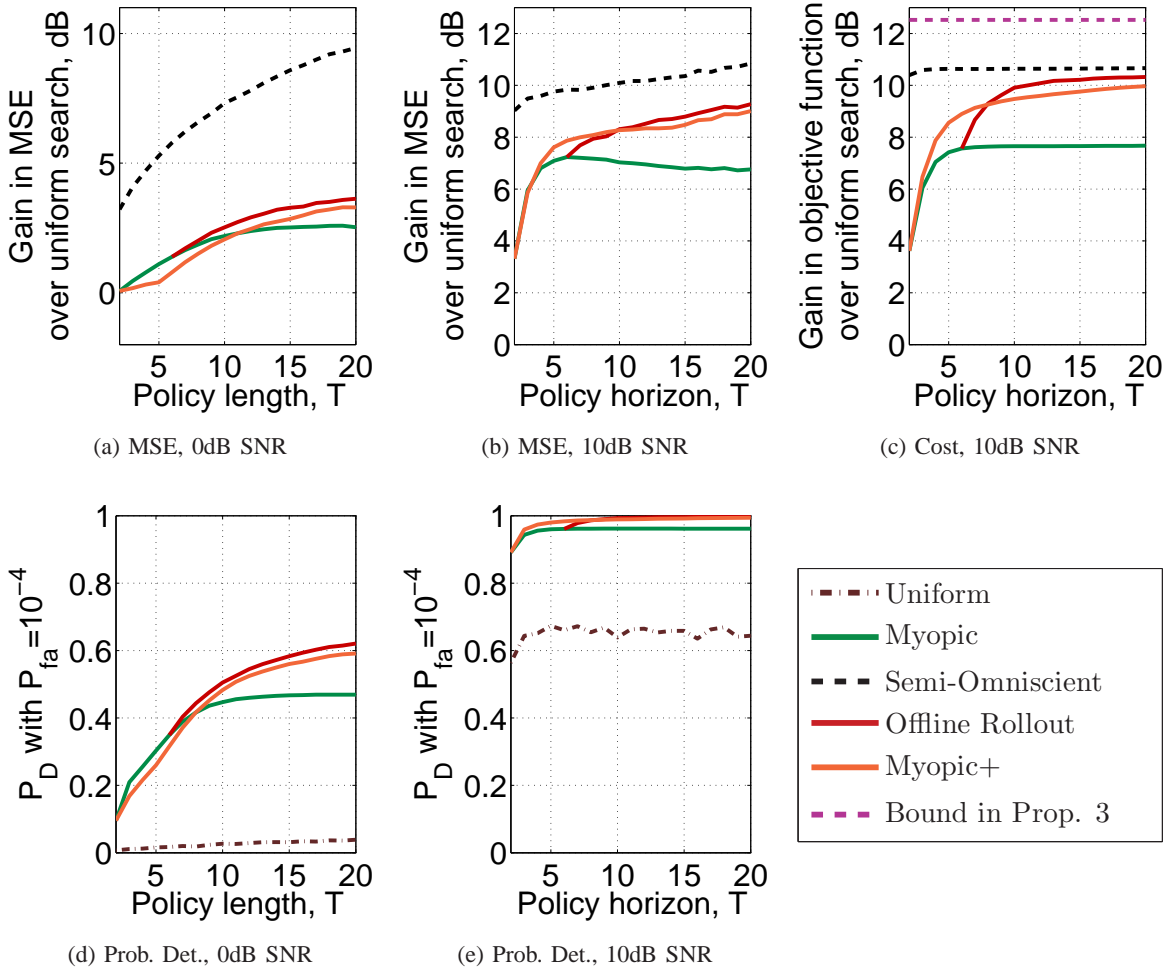 Gain in MSE
over uniform search, dB
10
5
0
5 10 15 20
Policy length, T
(a) MSE, 0dB SNR
Gain in MSE
over uniform search, dB
12
10
8
6
4
2
0
5 10 15 20
Policy horizon, T
(b) MSE, 10dB SNR
Gain in objective function
over uniform search, dB
12
10
8
6
4
2
0
5 10 15 20
Policy horizon, T
(c) Cost, 10dB SNR
P_D with P_fa=10^-4
1
0.8
0.6
0.4
0.2
0
5 10 15 20
Policy length, T
(d) Prob. Det., 0dB SNR
P_D with P_fa=10^-4
1
0.8
0.6
0.4
0.2
0
5 10 15 20
Policy horizon, T
(e) Prob. Det., 10dB SNR
Uniform
Myopic
Semi-Omniscient
Offline Rollout
Myopic+
Bound in Prop. 3